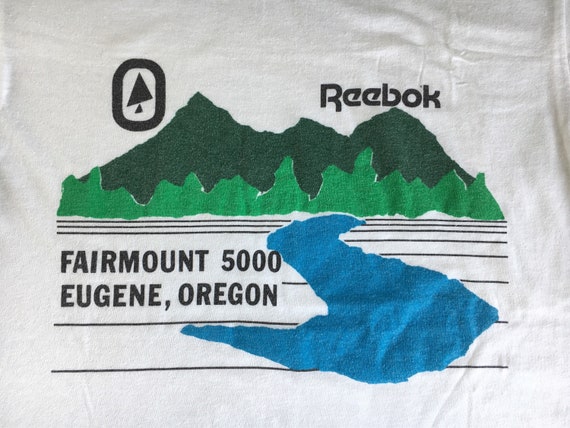 Reebok
FAIRMOUNT 5000
EUGENE, OREGON